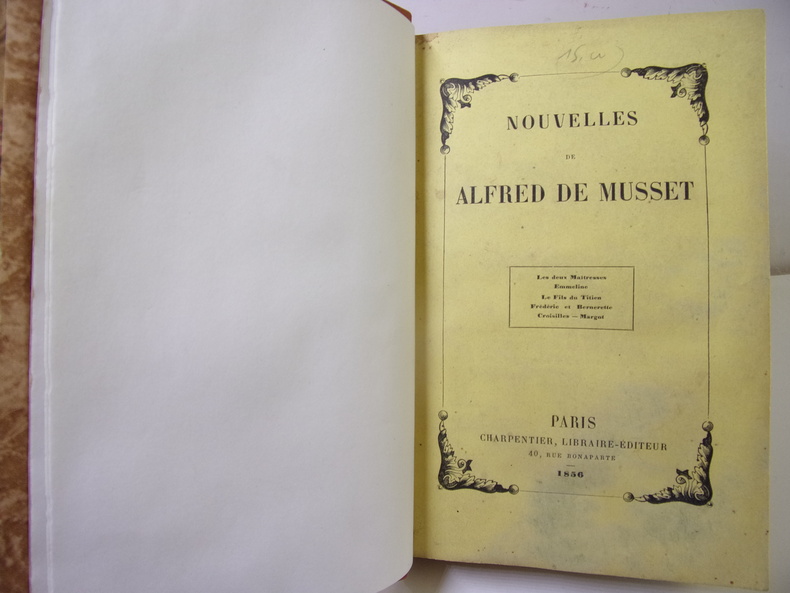 NOUVELLES
DE
ALFRED DE MUSSET
Les deux Maîtresses
Emmeline
Le Fils du Titien
Frédéric et Bernerette
Croisilles — Margot
PARIS
CHARPENTIER, LIBRAIRE-ÉDITEUR
40, RUE BONAPARTE
1856